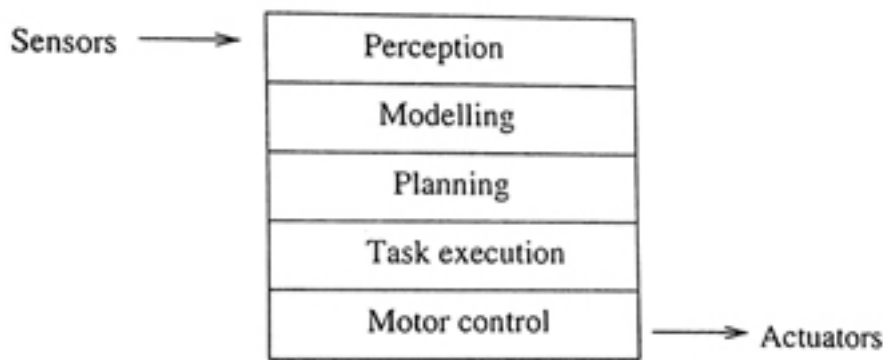 Sensors
Perception
Modelling
Planning
Task execution
Motor control
Actuators